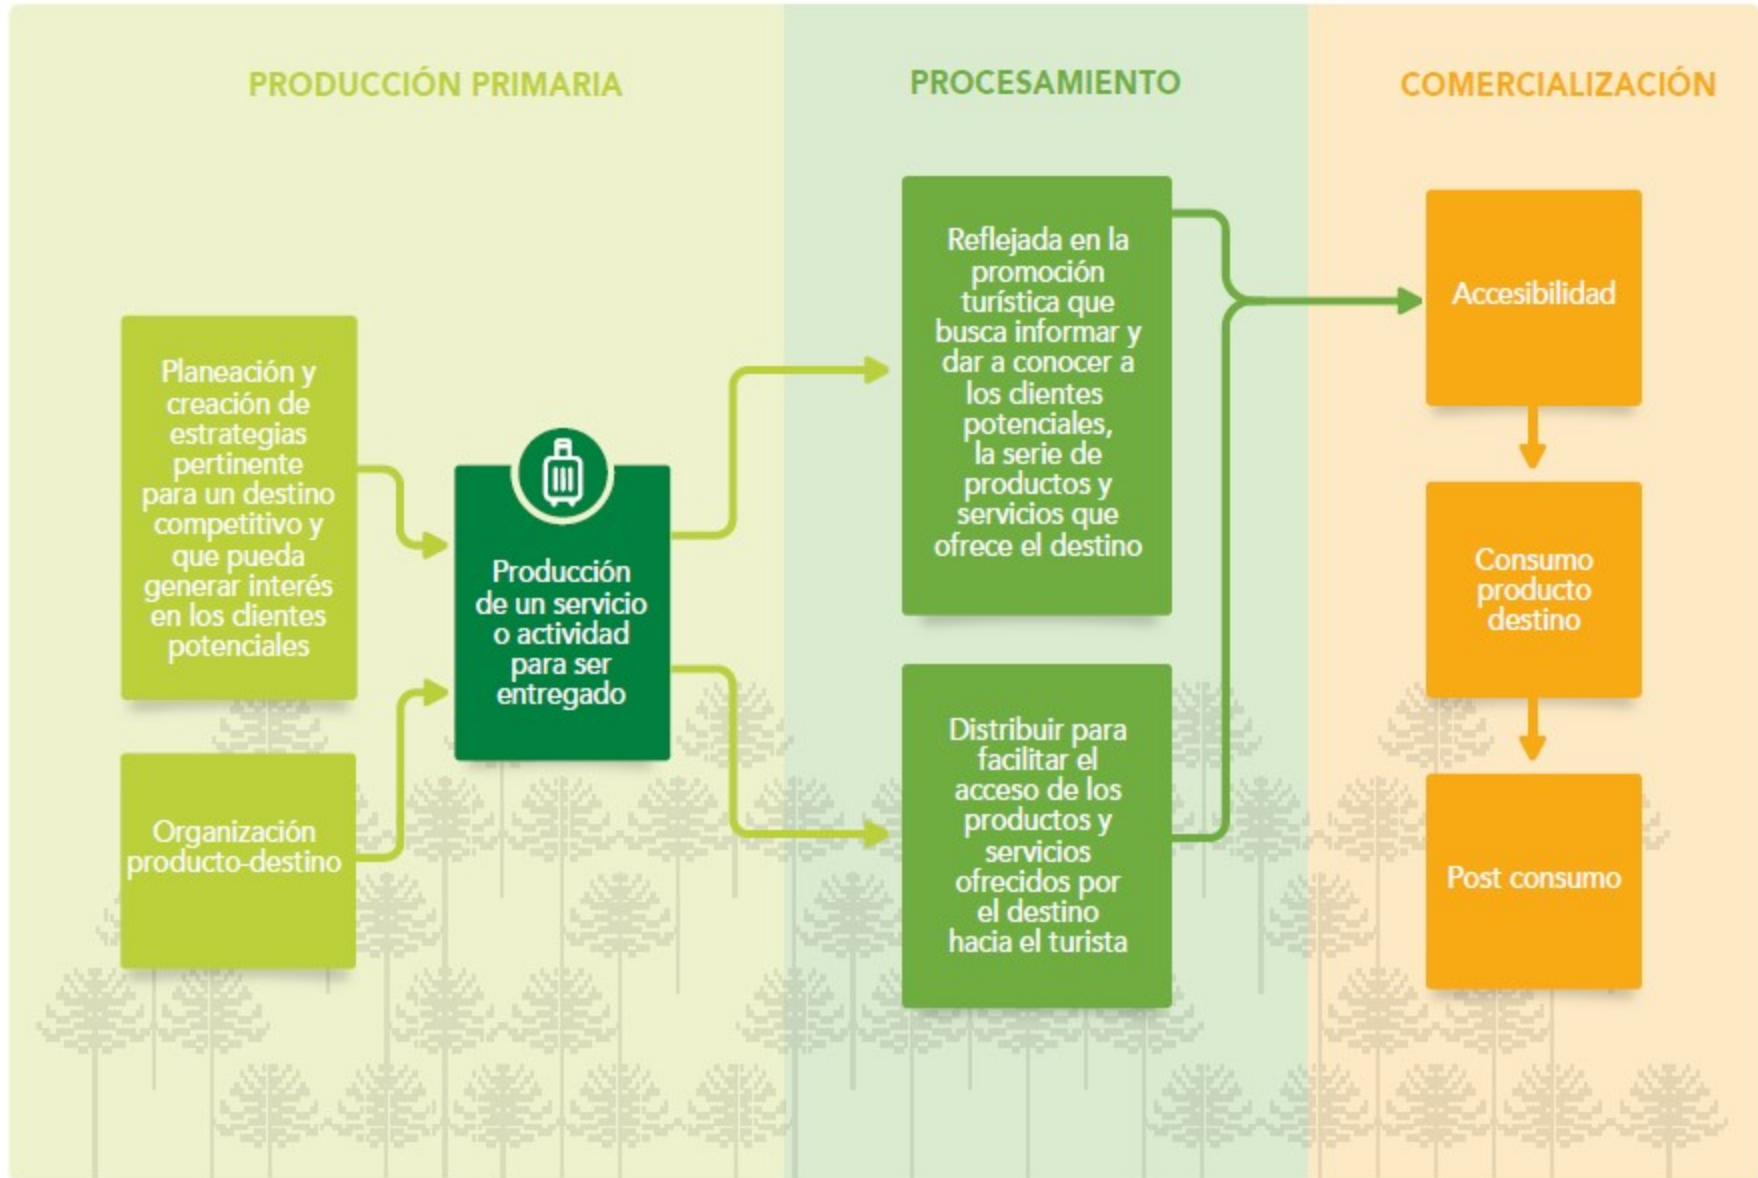 PRODUCCIÓN PRIMARIA
PROCESAMIENTO
COMERCIALIZACIÓN
Planeación y
creación de
estrategias
pertinente
para un destino
competitivo y
que pueda
generar interés
en los clientes
potenciales
Organización
producto-destino
Producción
de un servicio
o actividad
para ser
entregado
Reflejada en la
promoción
turística que
busca informar y
dar a conocer a
los clientes
potenciales,
la serie de
productos y
servicios que
ofrece el destino
Distribuir para
facilitar el
acceso de los
productos y
servicios
ofrecidos por
el destino
hacia el turista
Accesibilidad
Consumo
producto
destino
Post consumo